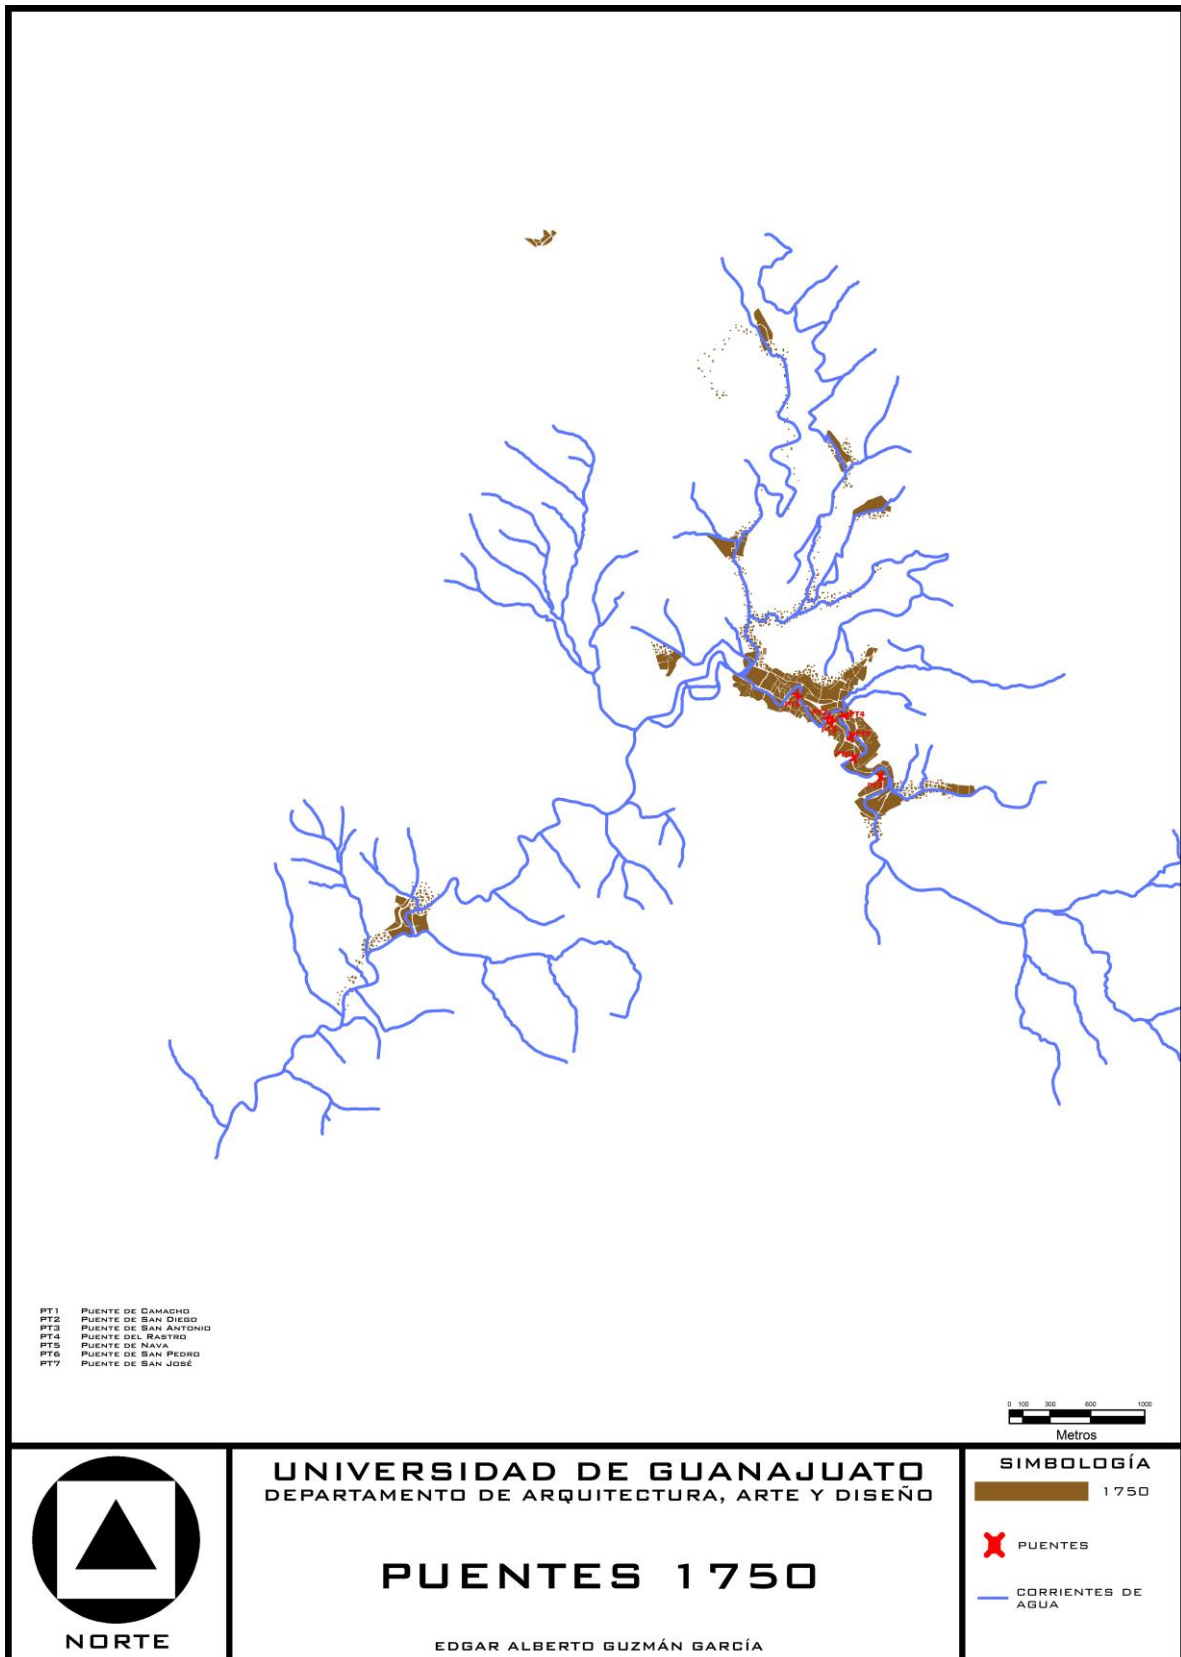 PT4
PT1 PUENTE DE CAMACHO
PT2 PUENTE DE SAN DIEGO
PT3 PUENTE DE SAN ANTONIO
PT4 PUENTE DEL RASTRO
PT5 PUENTE DE NAVA
PT6 PUENTE DE SAN PEDRO
PT7 PUENTE DE SAN JOSÉ
0 100 300 600 1000
Metros
NORTE
UNIVERSIDAD DE GUANAJUATO
DEPARTAMENTO DE ARQUITECTURA, ARTE Y DISEÑO
PUENTES 1750
EDGAR ALBERTO GUZMÁN GARCÍA
SIMBOLOGÍA
1750
PUENTES
CORRIENTES DE
AGUA